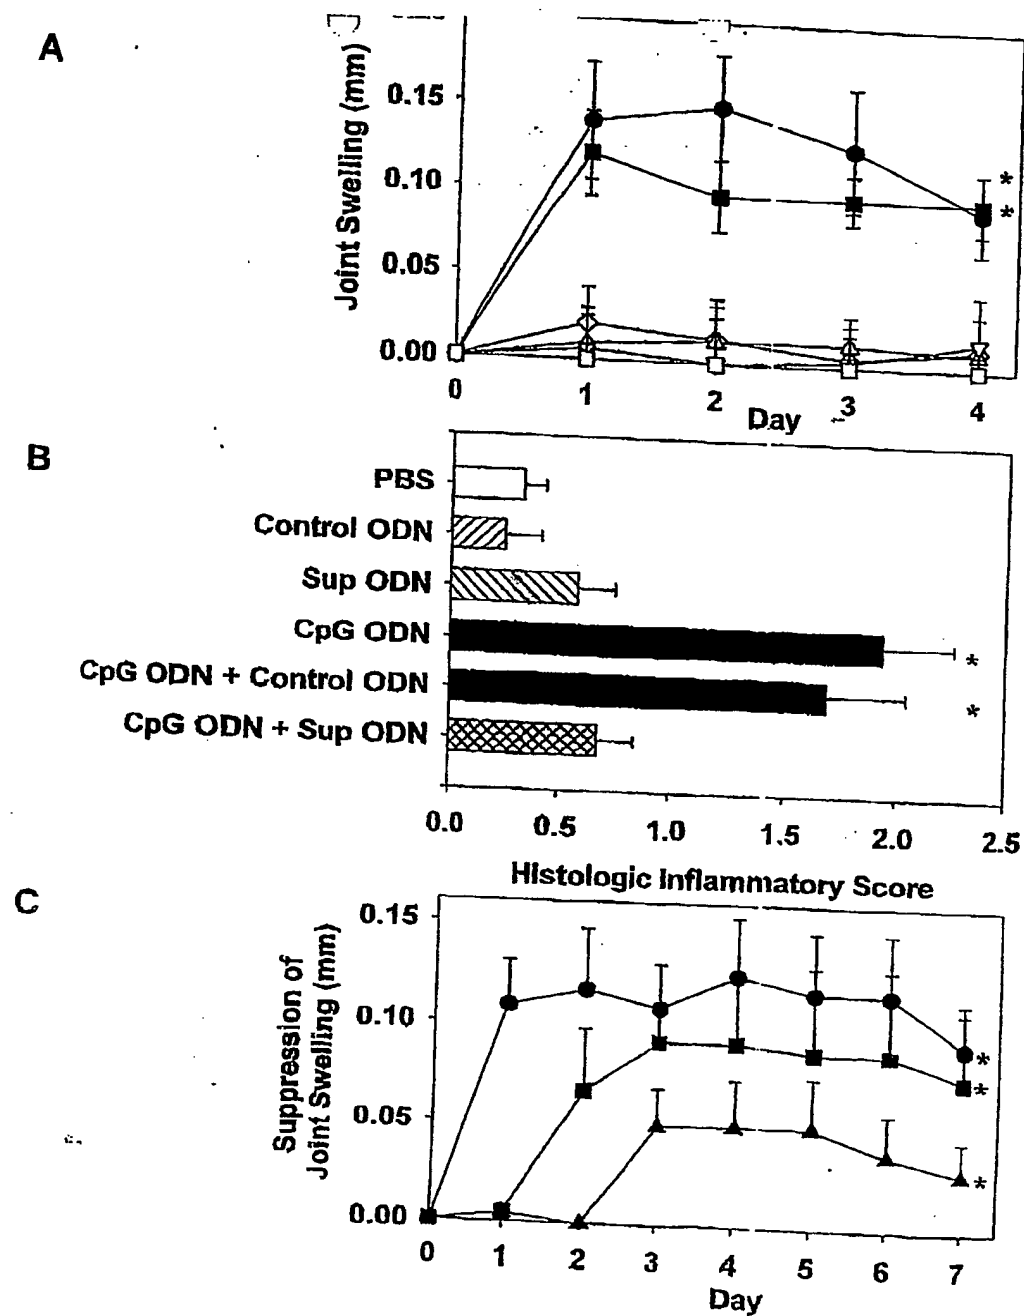 A
Joint Swelling (mm)
0.15
0.10
0.05
0.00
*
*
0 1 2 3 4
Day
B
PBS
Control ODN
Sup ODN
CpG ODN
*
CpG ODN + Control ODN
*
CpG ODN + Sup ODN
0.0 0.5 1.0 1.5 2.0 2.5
Histologic Inflammatory Score
C
Suppression of
Joint Swelling (mm)
0.15
0.10
0.05
0.00
*
*
*
0 1 2 3 4 5 6 7
Day